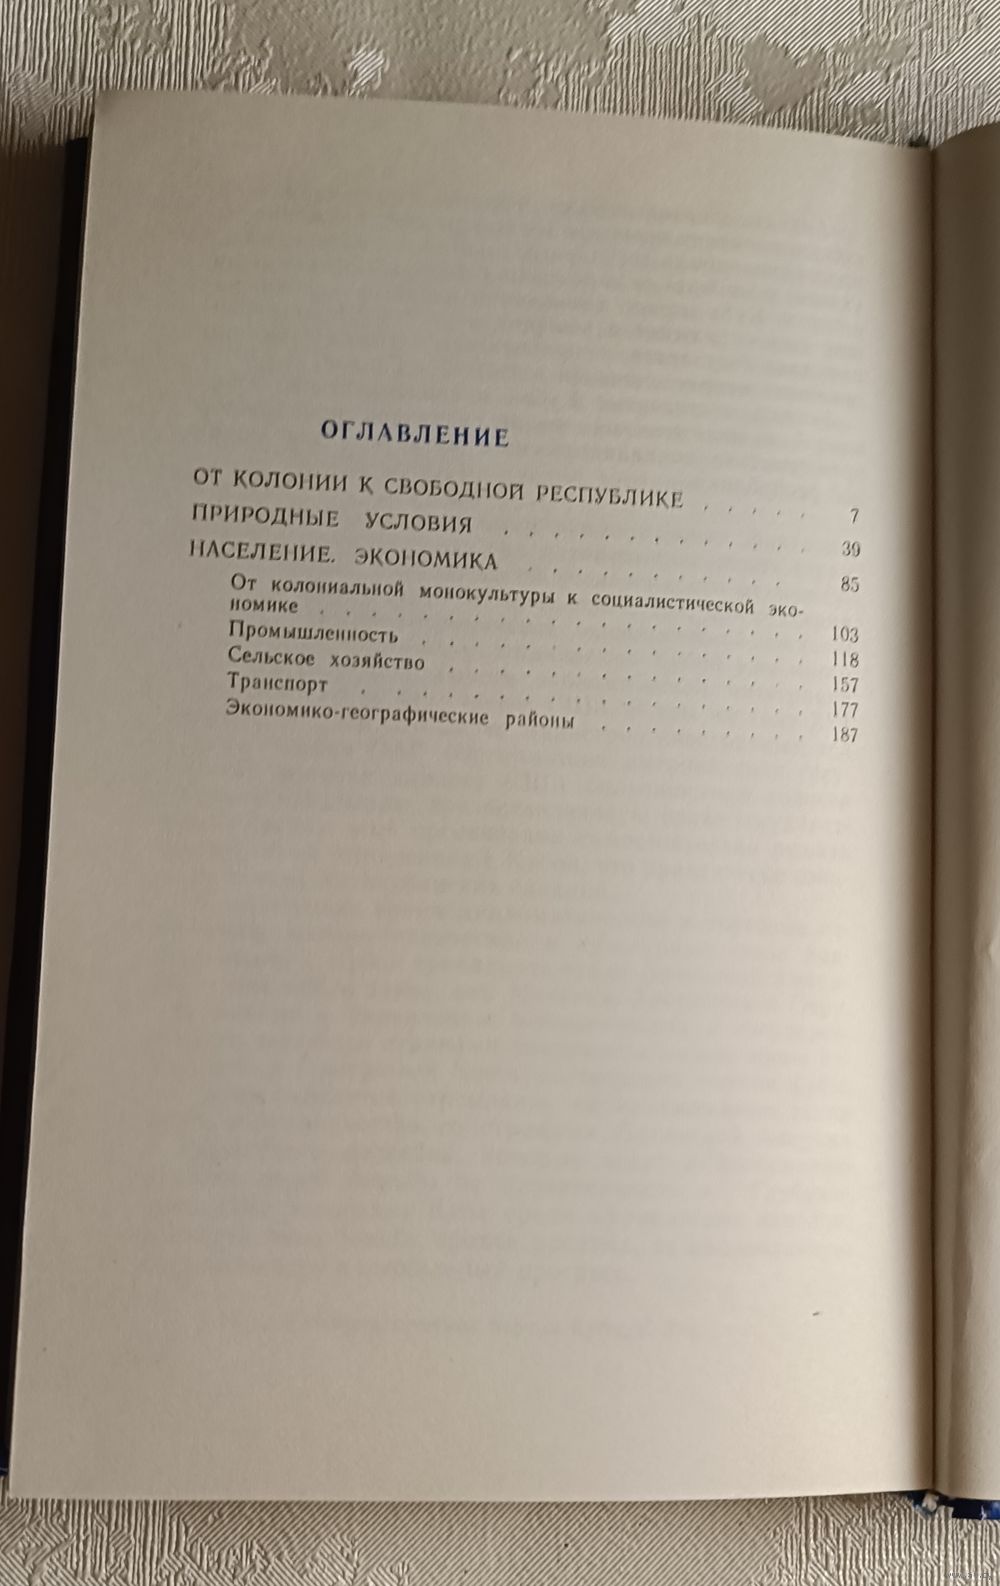 ОГЛАВЛЕНИЕ
ОТ КОЛОНИИ К СВОБОДНОЙ РЕСПУБЛИКЕ . . . . . 7
ПРИРОДНЫЕ УСЛОВИЯ . . . . . . . . . . . . . 39
НАСЕЛЕНИЕ. ЭКОНОМИКА . . . . . . . . . . . 85
От колониальной монокультуры к социалистической эко-
номике . . . . . . . . . . . . . . . . . . . 103
Промышленность . . . . . . . . . . . . . . . . 118
Сельское хозяйство . . . . . . . . . . . . . . . 157
Транспорт . . . . . . . . . . . . . . . . . . 177
Экономико-географические районы . . . . . . . . . 187